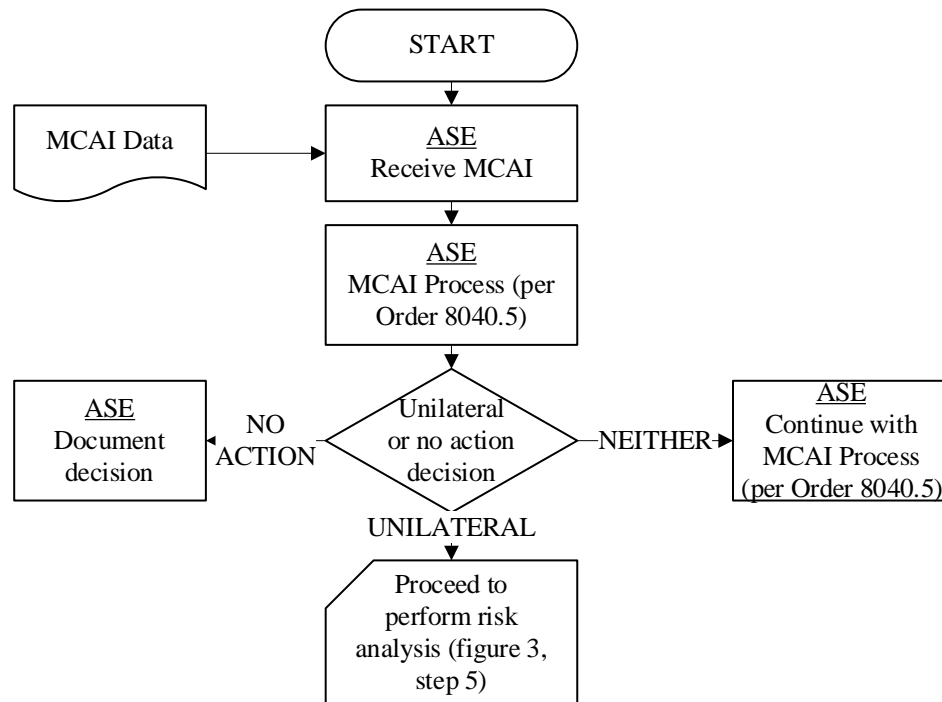 START
MCAI Data
ASE
Receive MCAI
ASE
MCAI Process (per
Order 8040.5)
ASE
Document
decision
NO
ACTION
Unilateral
or no action
decision
NEITHER
ASE
Continue with
MCAI Process
(per Order 8040.5)
UNILATERAL
Proceed to
perform risk
analysis (figure 3,
step 5)